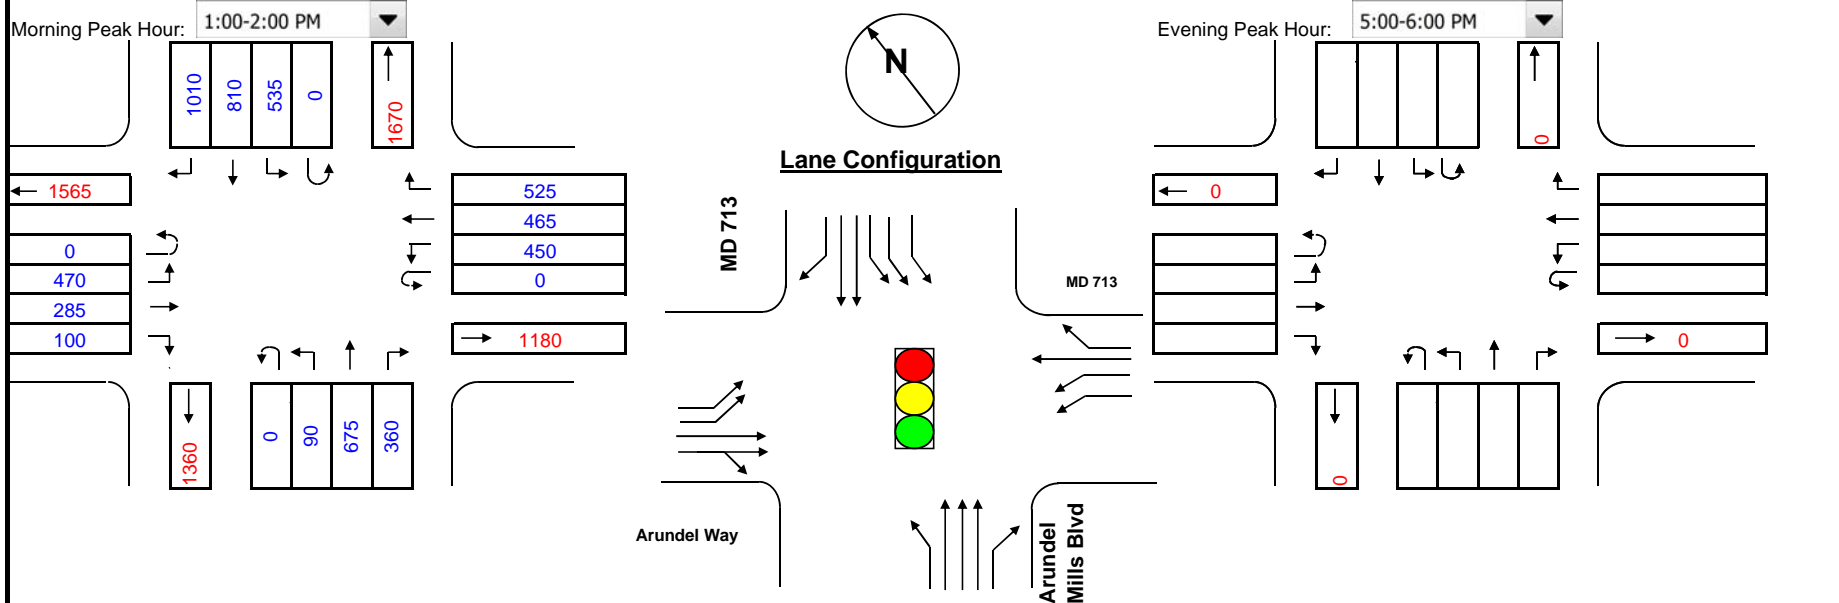 Morning Peak Hour: 1:00-2:00 PM
1010
810
535
0
1670
1565
0
470
285
100
525
465
450
0
1180
1360
0
90
675
360
N
Lane Configuration
MD 713
MD 713
Arundel Way
Arundel
Mills Blvd
Evening Peak Hour: 5:00-6:00 PM
0
0
0
0